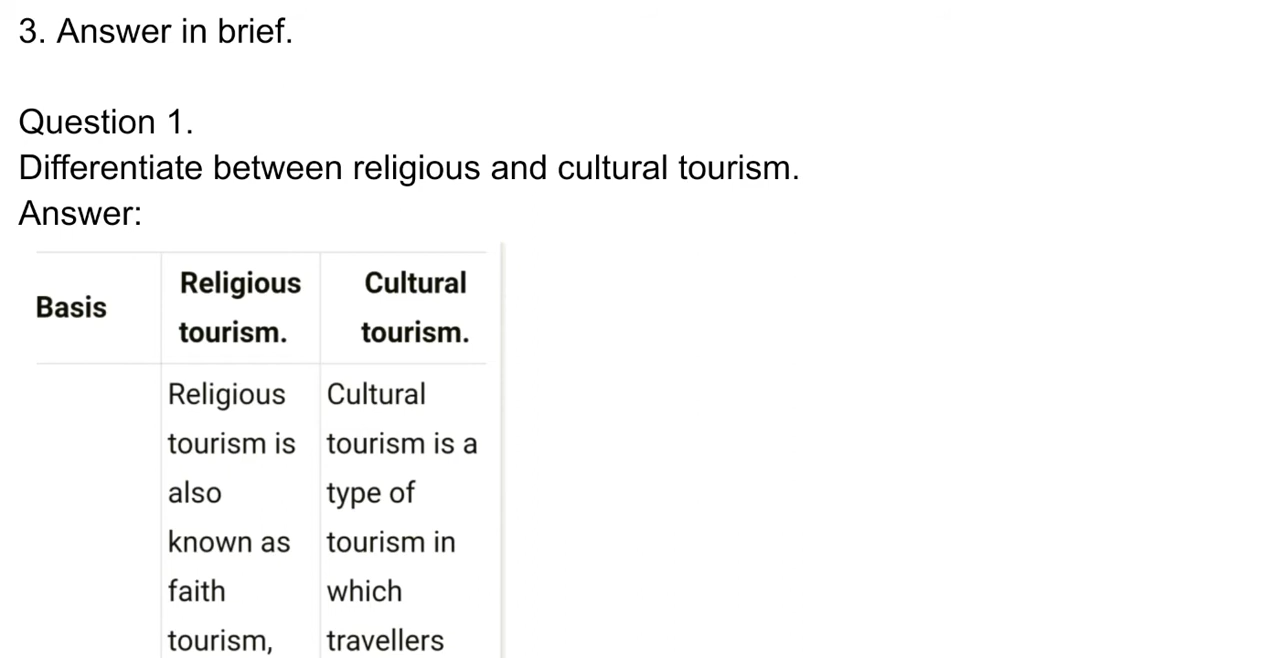 3. Answer in brief.
Question 1.
Differentiate between religious and cultural tourism.
Answer:
Basis
Religious
tourism.
Cultural
tourism.
Religious
tourism is
also
known as
faith
tourism,
Cultural
tourism is a
type of
tourism in
which
travellers